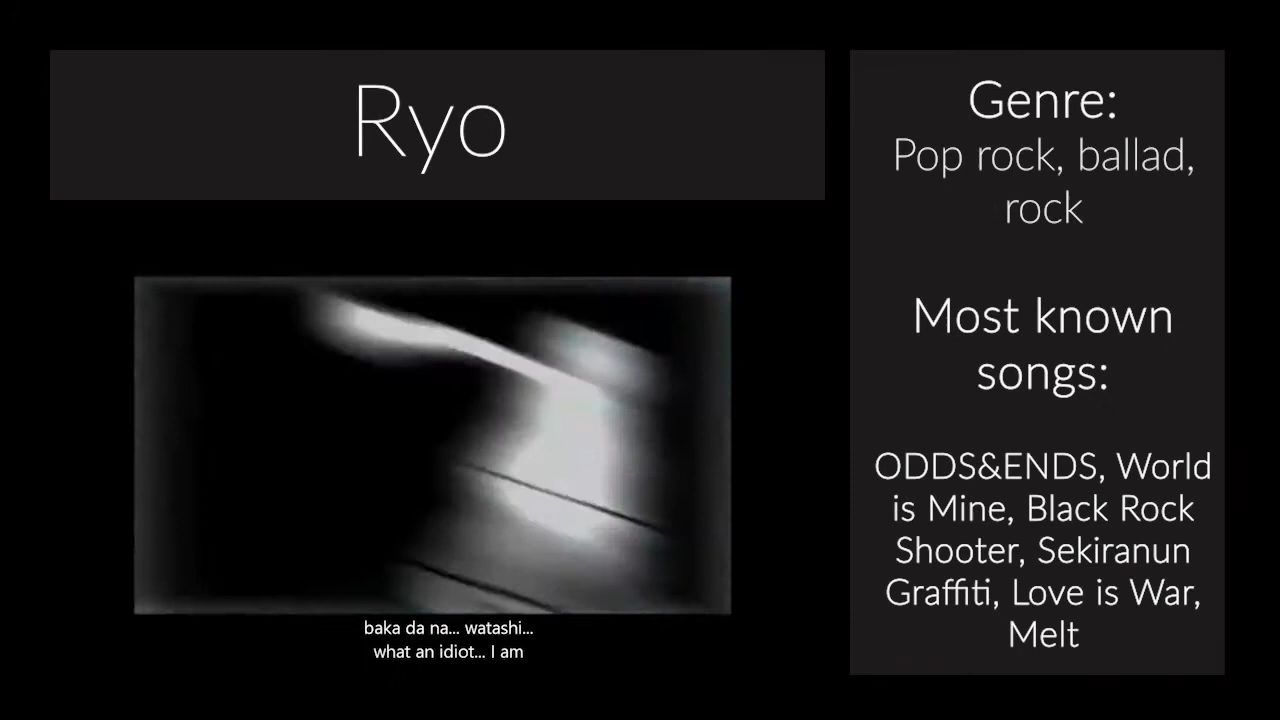 Ryo
Genre:
Pop rock, ballad,
rock
Most known
songs:
ODDS&ENDS, World
is Mine, Black Rock
Shooter, Sekiranun
Graffiti, Love is War,
Melt
baka da na... watashi...
what an idiot... I am